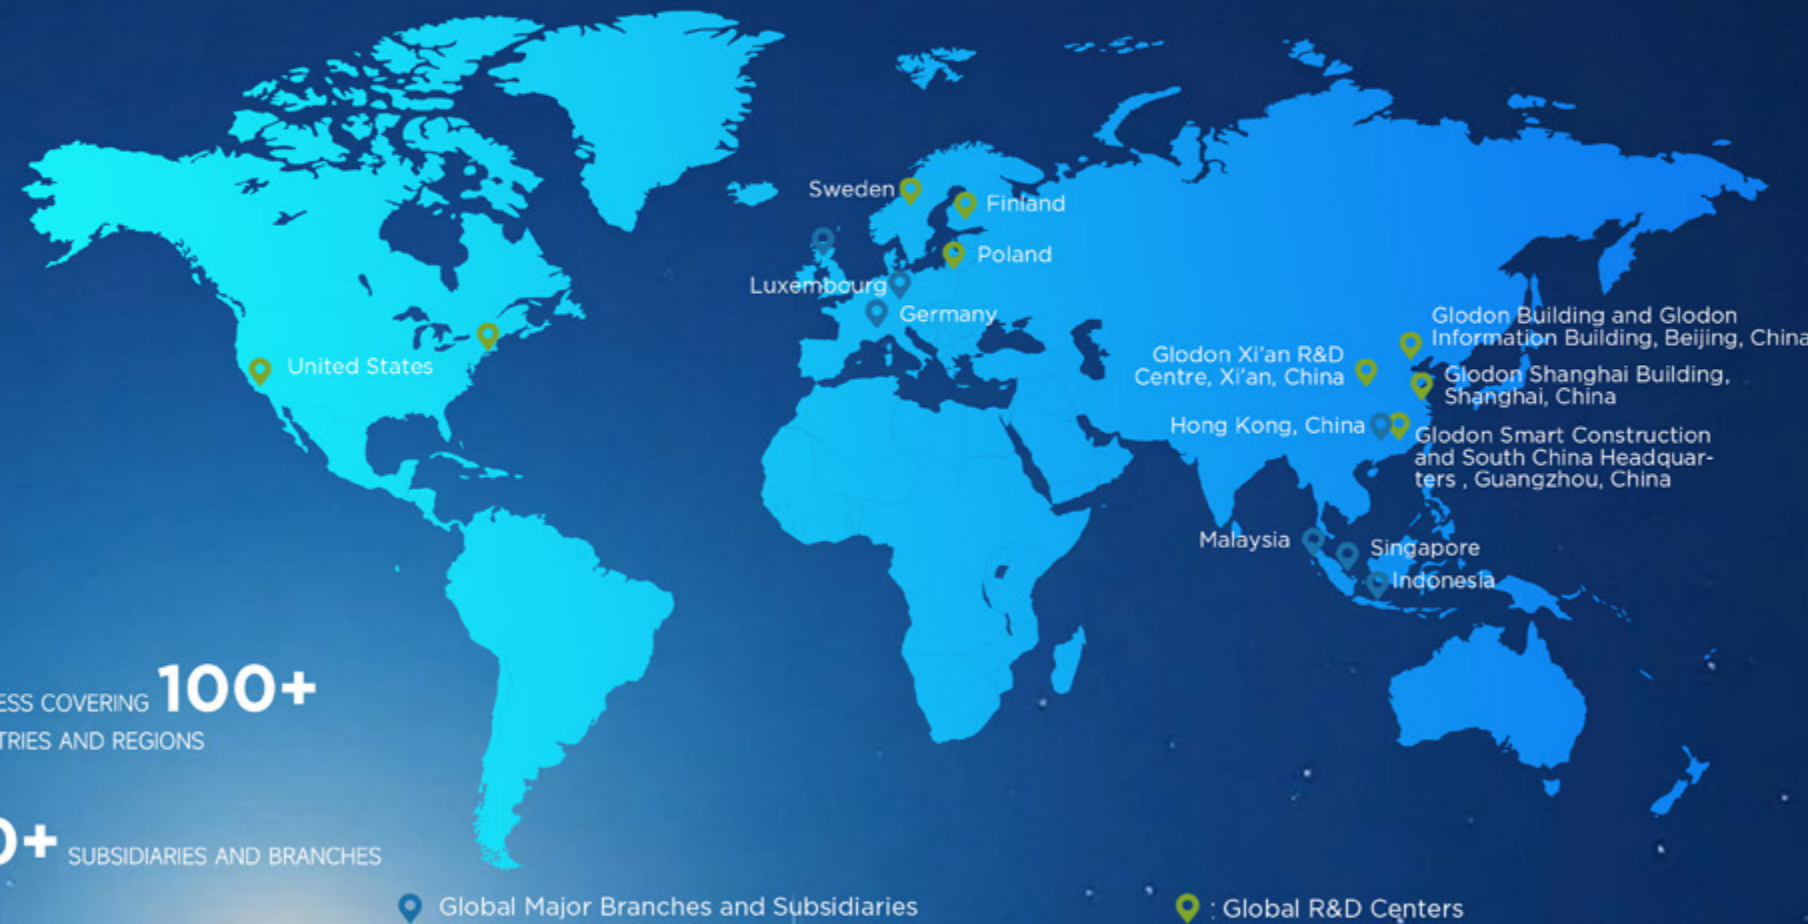 Sweden
Finland
Poland
Luxembourg
Germany
United States
Glodon Building and Glodon
Information Building, Beijing, China
Glodon Xi'an R&D
Centre, Xi'an, China
Glodon Shanghai Building,
Shanghai, China
Hong Kong, China
Glodon Smart Construction
and South China Headquar-
ters , Guangzhou, China
Malaysia
Singapore
Indonesia
ESS COVERING 100+
TRIES AND REGIONS
0+ SUBSIDIARIES AND BRANCHES
Global Major Branches and Subsidiaries
: Global R&D Centers